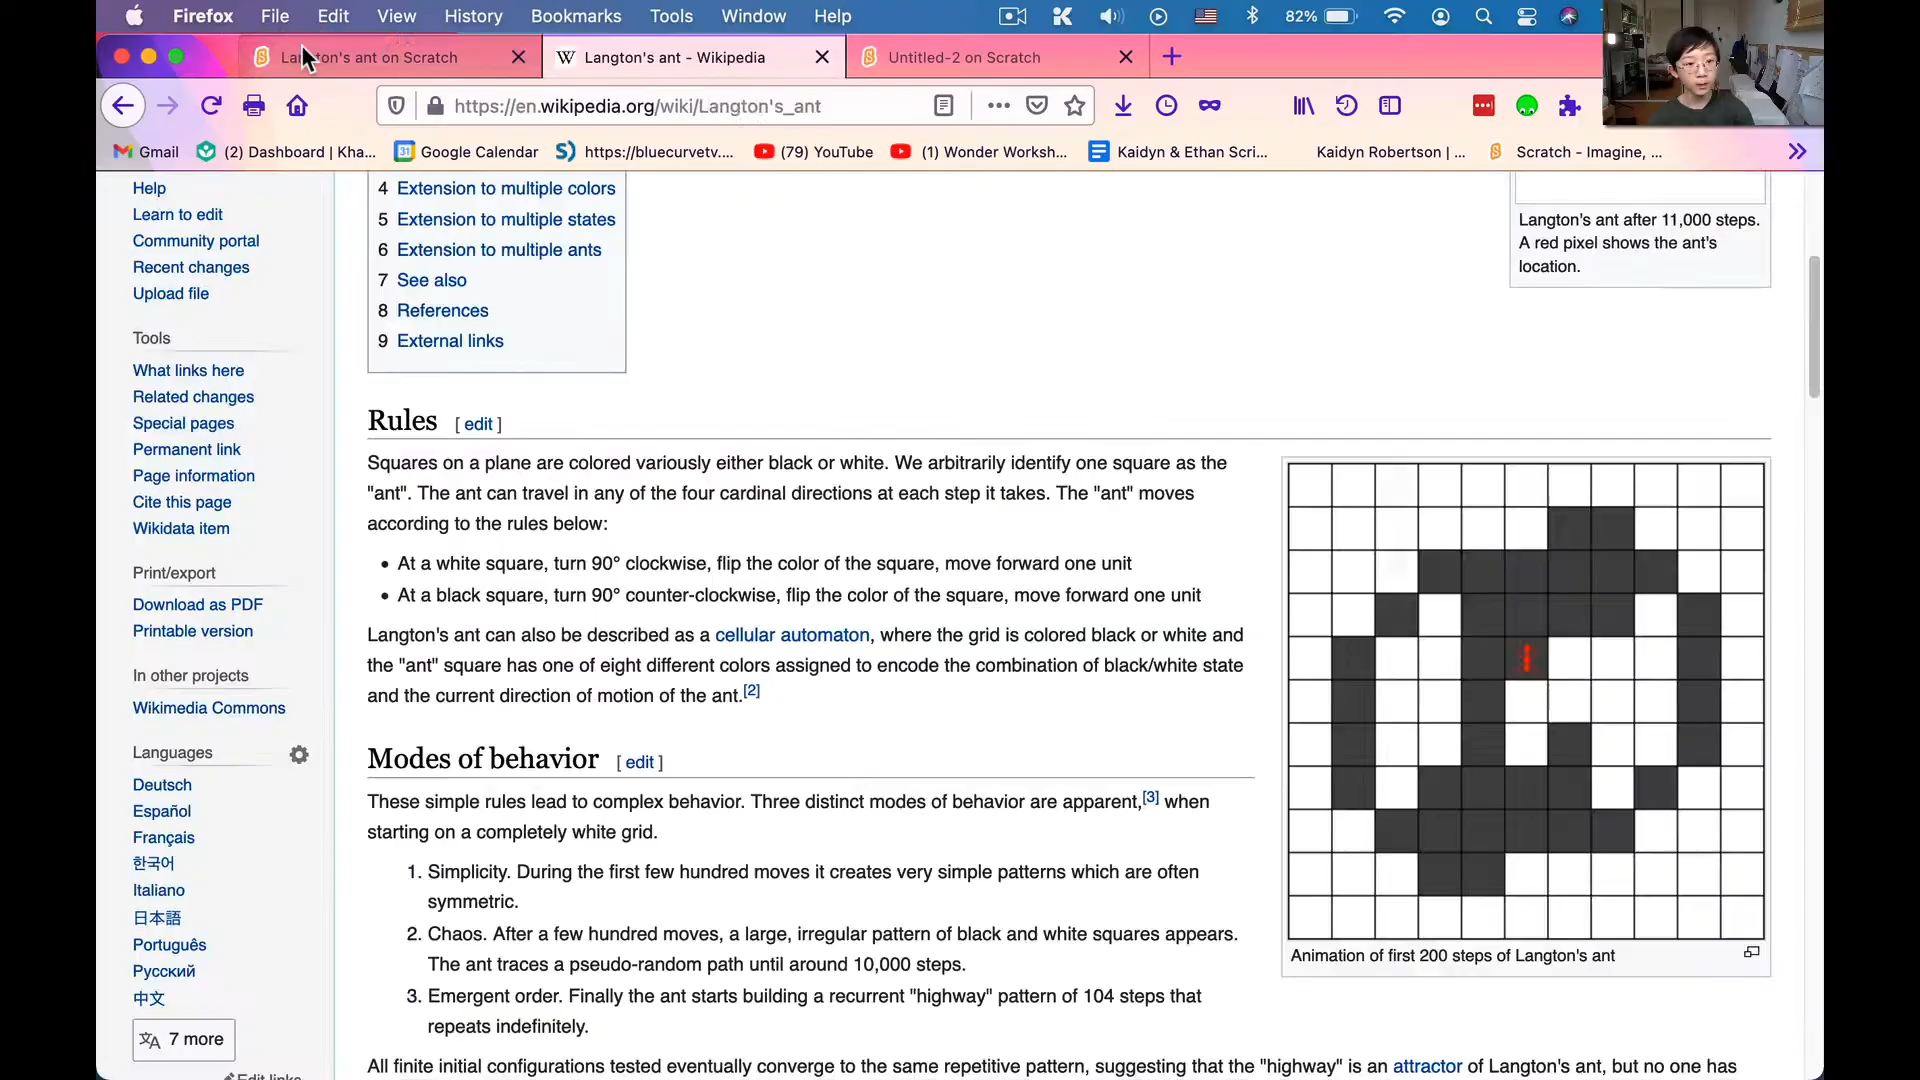 Firefox File Edit View History Bookmarks Tools Window Help 82%
Langton's ant on Scratch
Langton's ant - Wikipedia
Untitled-2 on Scratch
https://en.wikipedia.org/wiki/Langton's_ant
Gmail
(2) Dashboard | Kha...
Google Calendar
https://bluecurvetv....
(79) YouTube
(1) Wonder Worksh...
Kaidyn & Ethan Scri...
Kaidyn Robertson | ...
Scratch - Imagine, ...
Help
Learn to edit
Community portal
Recent changes
Upload file
Tools
What links here
Related changes
Special pages
Permanent link
Page information
Cite this page
Wikidata item
Print/export
Download as PDF
Printable version
In other projects
Wikimedia Commons
Languages
Deutsch
Español
Français
한국어
Italiano
日本語
Português
Русский
中文
7 more
Edit links
4 Extension to multiple colors
5 Extension to multiple states
6 Extension to multiple ants
7 See also
8 References
9 External links
Langton's ant after 11,000 steps.
A red pixel shows the ant's
location.
Rules [ edit ]
Squares on a plane are colored variously either black or white. We arbitrarily identify one square as the
"ant". The ant can travel in any of the four cardinal directions at each step it takes. The "ant" moves
according to the rules below:
• At a white square, turn 90° clockwise, flip the color of the square, move forward one unit
• At a black square, turn 90° counter-clockwise, flip the color of the square, move forward one unit
Langton's ant can also be described as a cellular automaton, where the grid is colored black or white and
the "ant" square has one of eight different colors assigned to encode the combination of black/white state
and the current direction of motion of the ant.[2]
Modes of behavior [ edit ]
These simple rules lead to complex behavior. Three distinct modes of behavior are apparent,[3] when
starting on a completely white grid.
1. Simplicity. During the first few hundred moves it creates very simple patterns which are often
symmetric.
2. Chaos. After a few hundred moves, a large, irregular pattern of black and white squares appears.
The ant traces a pseudo-random path until around 10,000 steps.
3. Emergent order. Finally the ant starts building a recurrent "highway" pattern of 104 steps that
repeats indefinitely.
Animation of first 200 steps of Langton's ant
All finite initial configurations tested eventually converge to the same repetitive pattern, suggesting that the "highway" is an attractor of Langton's ant, but no one has